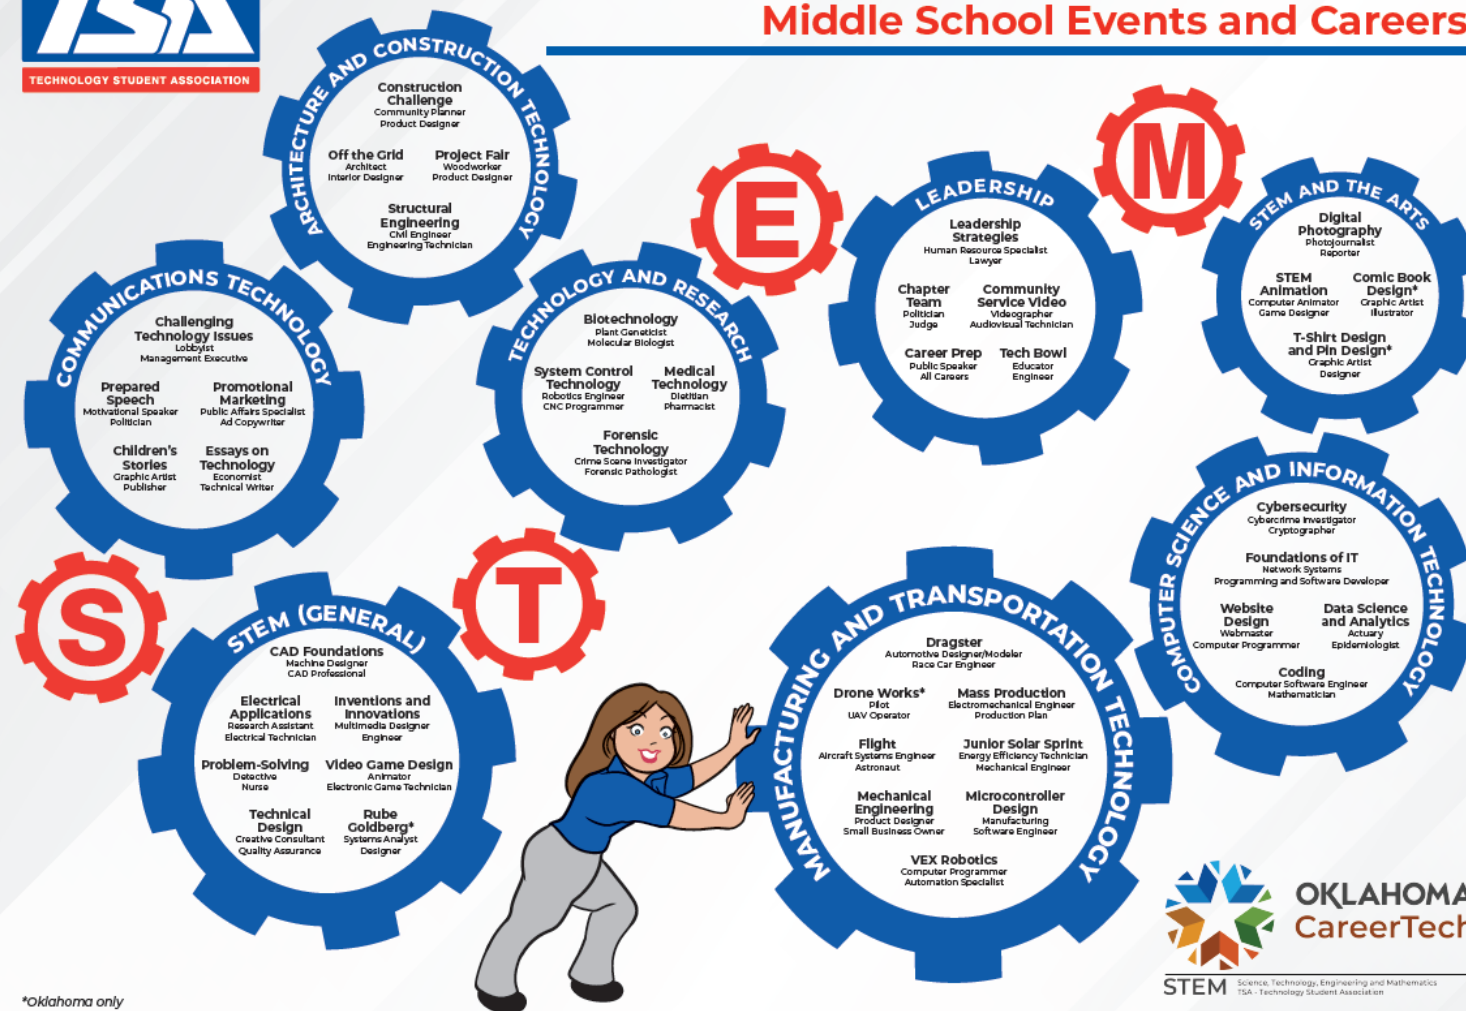 TSA
TECHNOLOGY STUDENT ASSOCIATION
Middle School Events and Careers
ARCHITECTURE AND CONSTRUCTION TECHNOLOGY
Construction
Challenge
Community Planner
Product Designer
Off the Grid
Architect
Interior Designer
Project Fair
Woodworker
Product Designer
Structural
Engineering
Civil Engineer
Engineering Technician
COMMUNICATIONS TECHNOLOGY
Challenging
Technology Issues
Lobbyist
Management Executive
Prepared
Speech
Motivational Speaker
Politician
Promotional
Marketing
Public Affairs Specialist
Ad Copywriter
Children's
Stories
Graphic Artist
Publisher
Essays on
Technology
Economist
Technical Writer
TECHNOLOGY AND RESEARCH
Biotechnology
Plant Geneticist
Molecular Biologist
System Control
Technology
Robotics Engineer
CNC Programmer
Medical
Technology
Dietitian
Pharmacist
Forensic
Technology
Crime Scene Investigator
Forensic Pathologist
E
LEADERSHIP
Leadership
Strategies
Human Resource Specialist
Lawyer
Chapter
Team
Politician
Judge
Community
Service Video
Videographer
Audiovisual Technician
Career Prep
Public Speaker
All Careers
Tech Bowl
Educator
Engineer
M
STEM AND THE ARTS
Digital
Photography
Photojournalist
Reporter
STEM
Animation
Computer Animator
Game Designer
Comic Book
Design*
Graphic Artist
Illustrator
T-Shirt Design
and Pin Design*
Graphic Artist
Designer
COMPUTER SCIENCE AND INFORMATION TECHNOLOGY
Cybersecurity
Cybercrime Investigator
Cryptographer
Foundations of IT
Network Systems
Programming and Software Developer
Website
Design
Webmaster
Computer Programmer
Data Science
and Analytics
Actuary
Epidemiologist
Coding
Computer Software Engineer
Mathematician
S
T
STEM (GENERAL)
CAD Foundations
Machine Designer
CAD Professional
Electrical
Applications
Research Assistant
Electrical Technician
Inventions and
Innovations
Multimedia Designer
Engineer
Problem-Solving
Detective
Nurse
Video Game Design
Animator
Electronic Game Technician
Technical
Design
Creative Consultant
Quality Assurance
Rube
Goldberg*
Systems Analyst
Designer
MANUFACTURING AND TRANSPORTATION TECHNOLOGY
Dragster
Automotive Designer/Modeler
Race Car Engineer
Drone Works*
Pilot
UAV Operator
Mass Production
Electromechanical Engineer
Production Plan
Flight
Aircraft Systems Engineer
Astronaut
Junior Solar Sprint
Energy Efficiency Technician
Mechanical Engineer
Mechanical
Engineering
Product Designer
Small Business Owner
Microcontroller
Design
Manufacturing
Software Engineer
VEX Robotics
Computer Programmer
Automation Specialist
OKLAHOMA
CareerTech
STEM
Science, Technology, Engineering and Mathematics
TSA - Technology Student Association
*Oklahoma only